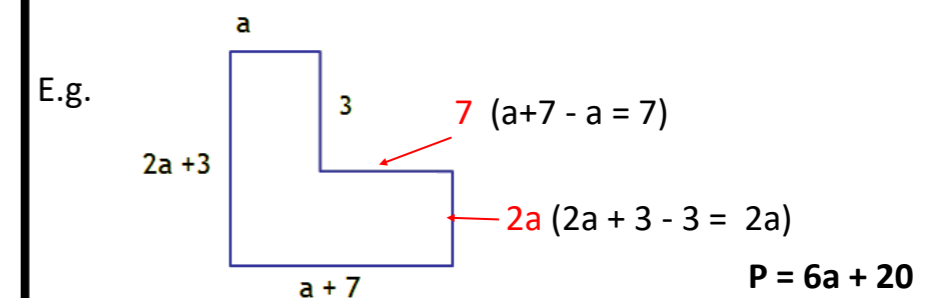 a
E.g.
3
7 (a+7 - a = 7)
2a +3
2a (2a + 3 - 3 = 2a)
a + 7
P = 6a + 20